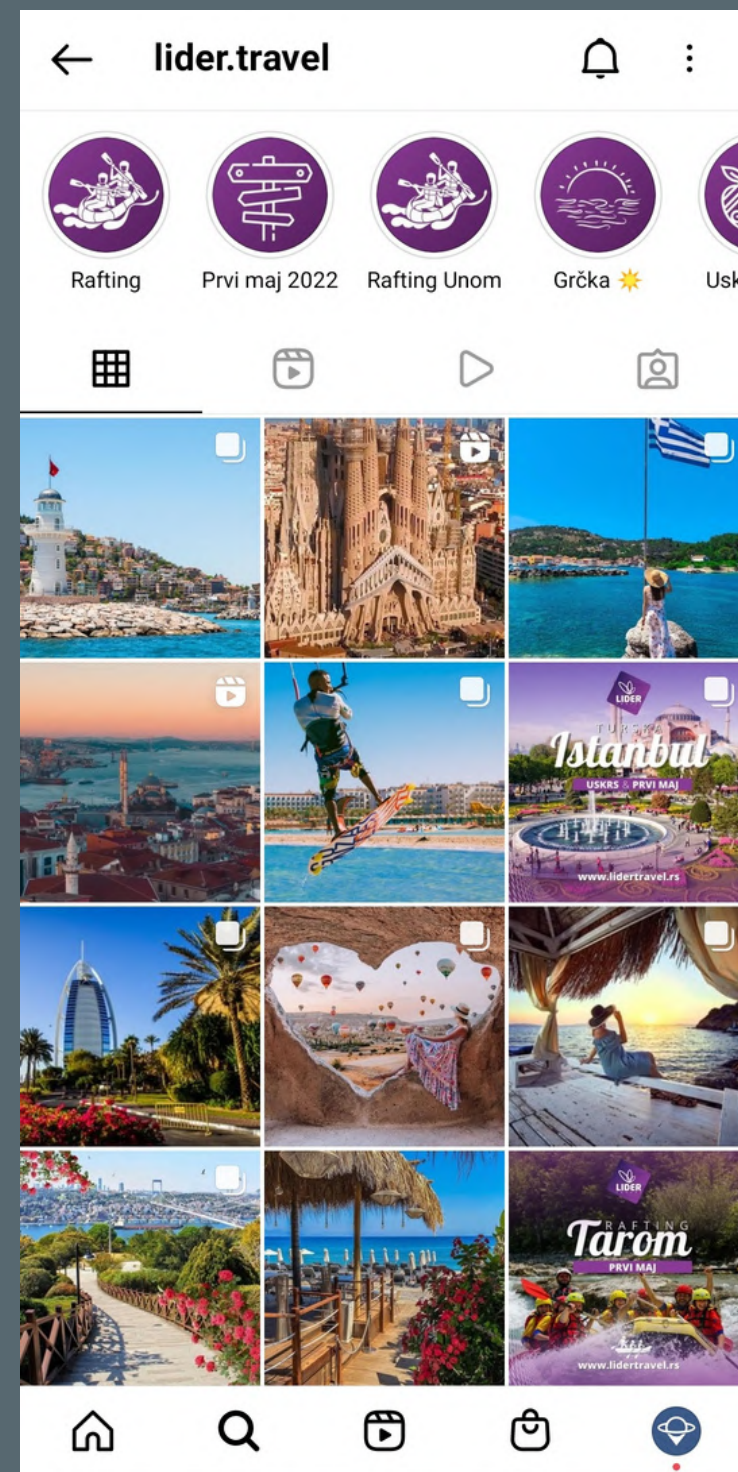 lider.travel
Rafting
Prvi maj 2022
Rafting Unom
Grčka
Usk
LIDER
TURSKA
Istanbul
USKRS & PRVI MAJ
www.lidertravel.rs
LIDER
RAFTING
Tarom
PRVI MAJ
www.lidertravel.rs